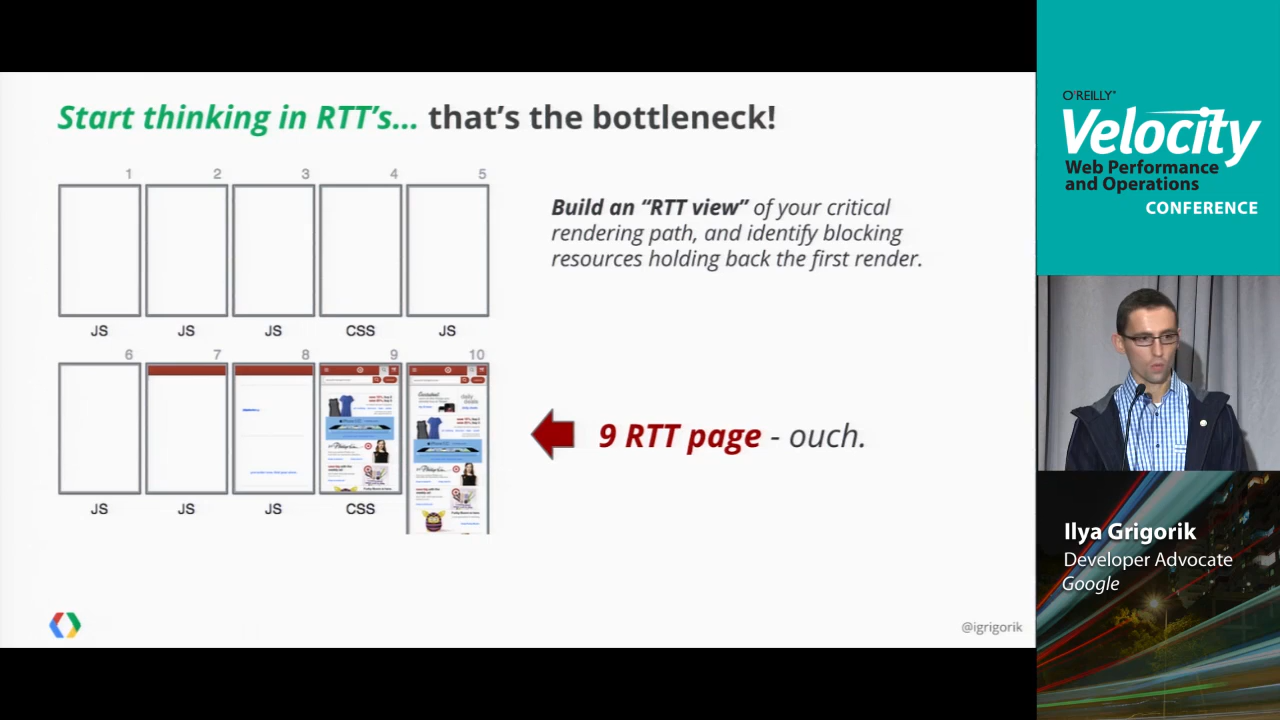 Start thinking in RTT's... that's the bottleneck!
1 2 3 4 5
JS JS JS CSS JS
6 7 8 9 10
JS JS JS CSS
Build an “RTT view” of your critical
rendering path, and identify blocking
resources holding back the first render.
9 RTT page - ouch.
@igrigorik
O'REILLY®
Velocity
Web Performance
and Operations
CONFERENCE
Ilya Grigorik
Developer Advocate
Google